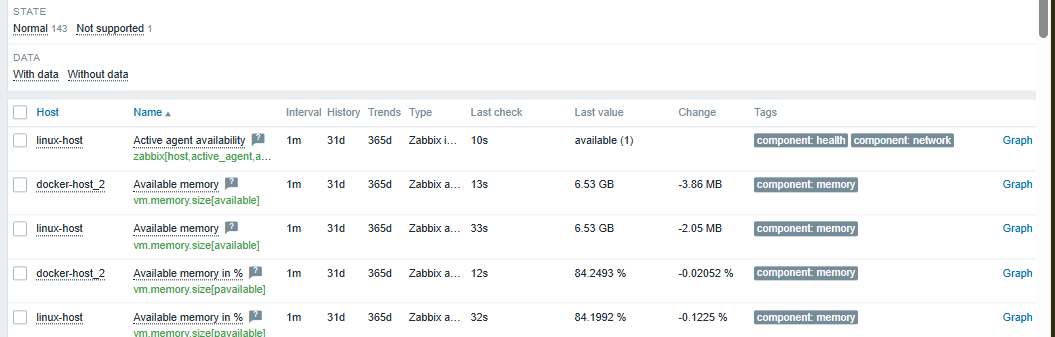 STATE
Normal 143 Not supported 1
DATA
With data Without data
Host Name Interval History Trends Type Last check Last value Change Tags
linux-host Active agent availability ? 1m 31d 365d Zabbix i... 10s available (1) component: health component: network Graph
zabbix[host,active_agent,a...
docker-host_2 Available memory ? 1m 31d 365d Zabbix a... 13s 6.53 GB -3.86 MB component: memory Graph
vm.memory.size[available]
linux-host Available memory ? 1m 31d 365d Zabbix a... 33s 6.53 GB -2.05 MB component: memory Graph
vm.memory.size[available]
docker-host_2 Available memory in % ? 1m 31d 365d Zabbix a... 12s 84.2493 % -0.02052 % component: memory Graph
vm.memory.size[pavailable]
linux-host Available memory in % ? 1m 31d 365d Zabbix a... 32s 84.1992 % -0.1225 % component: memory Graph
vm.memory.size[pavailable]